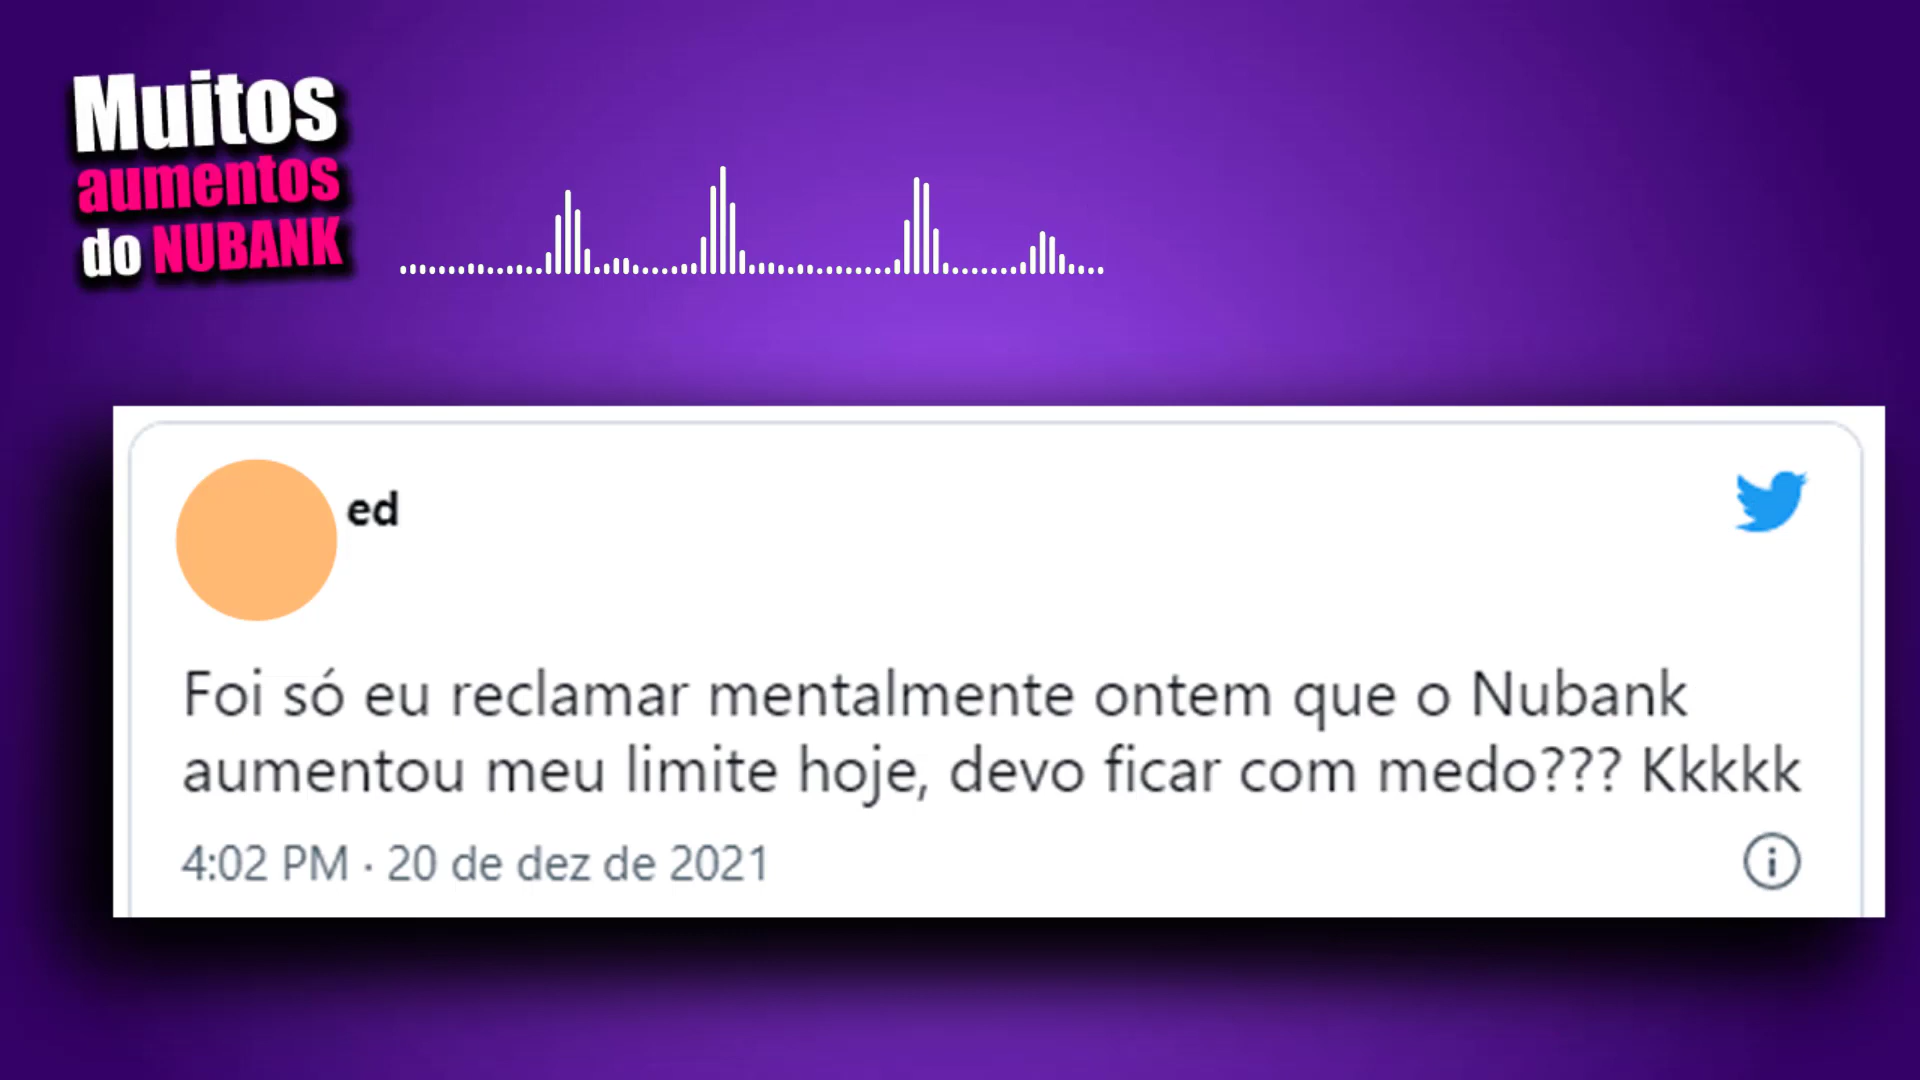 Muitos
aumentos
do NUBANK
ed
Foi só eu reclamar mentalmente ontem que o Nubank
aumentou meu limite hoje, devo ficar com medo??? Kkkkk
4:02 PM · 20 de dez de 2021